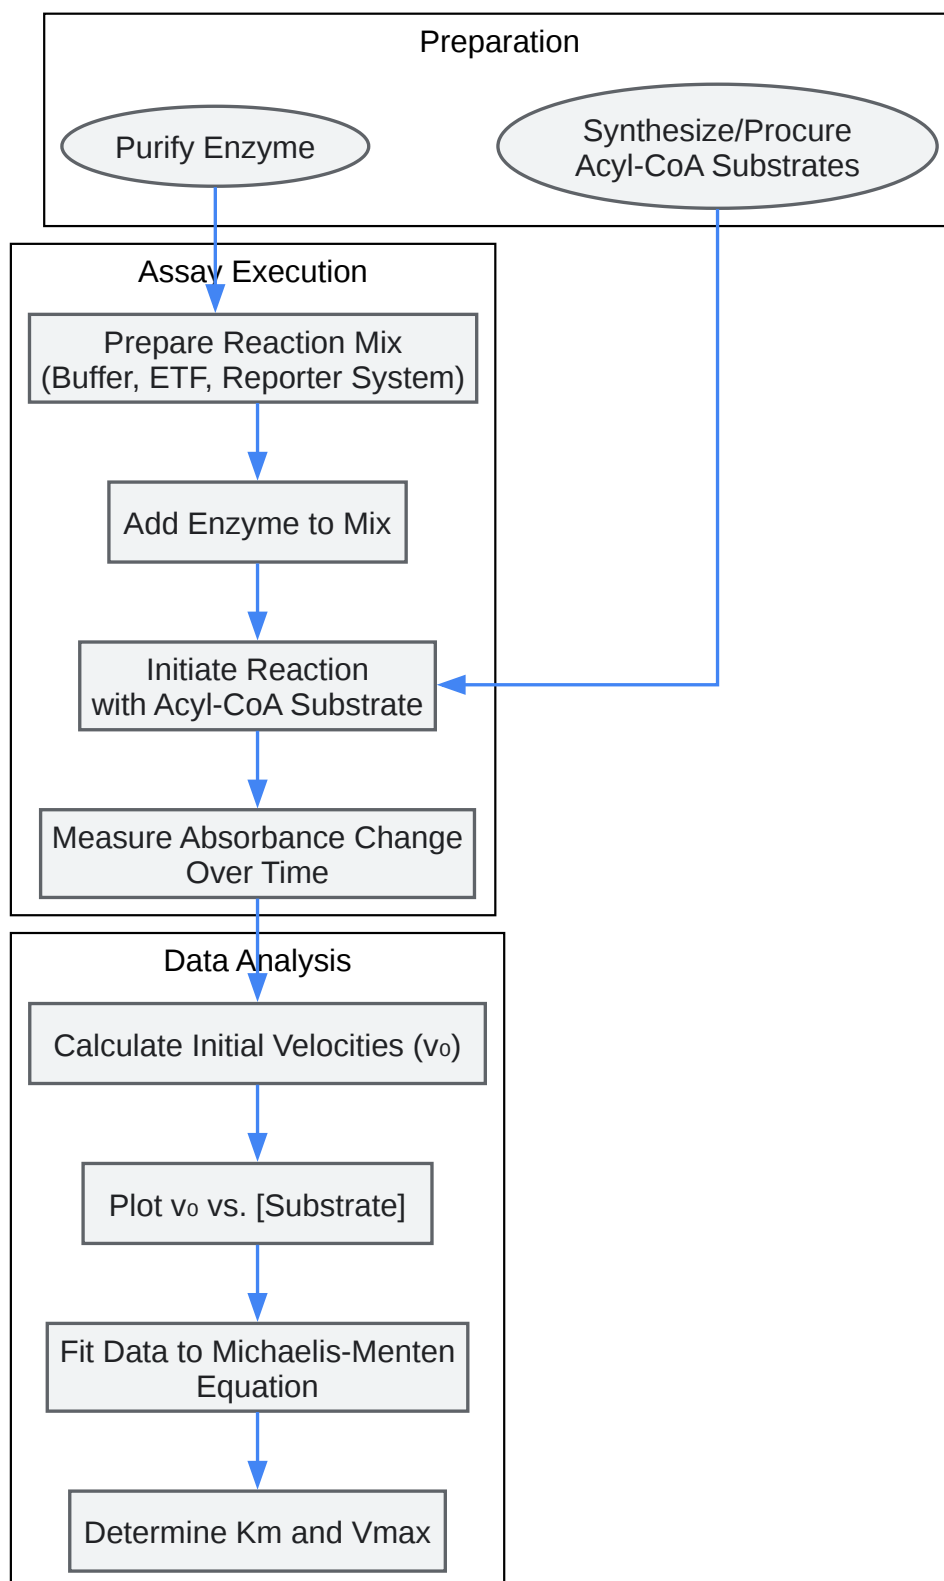 Preparation
Purify Enzyme
Synthesize/Procure
Acyl-CoA Substrates
Assay Execution
Prepare Reaction Mix
(Buffer, ETF, Reporter System)
Add Enzyme to Mix
Initiate Reaction
with Acyl-CoA Substrate
Measure Absorbance Change
Over Time
Data Analysis
Calculate Initial Velocities (v₀)
Plot v₀ vs. [Substrate]
Fit Data to Michaelis-Menten
Equation
Determine Km and Vmax